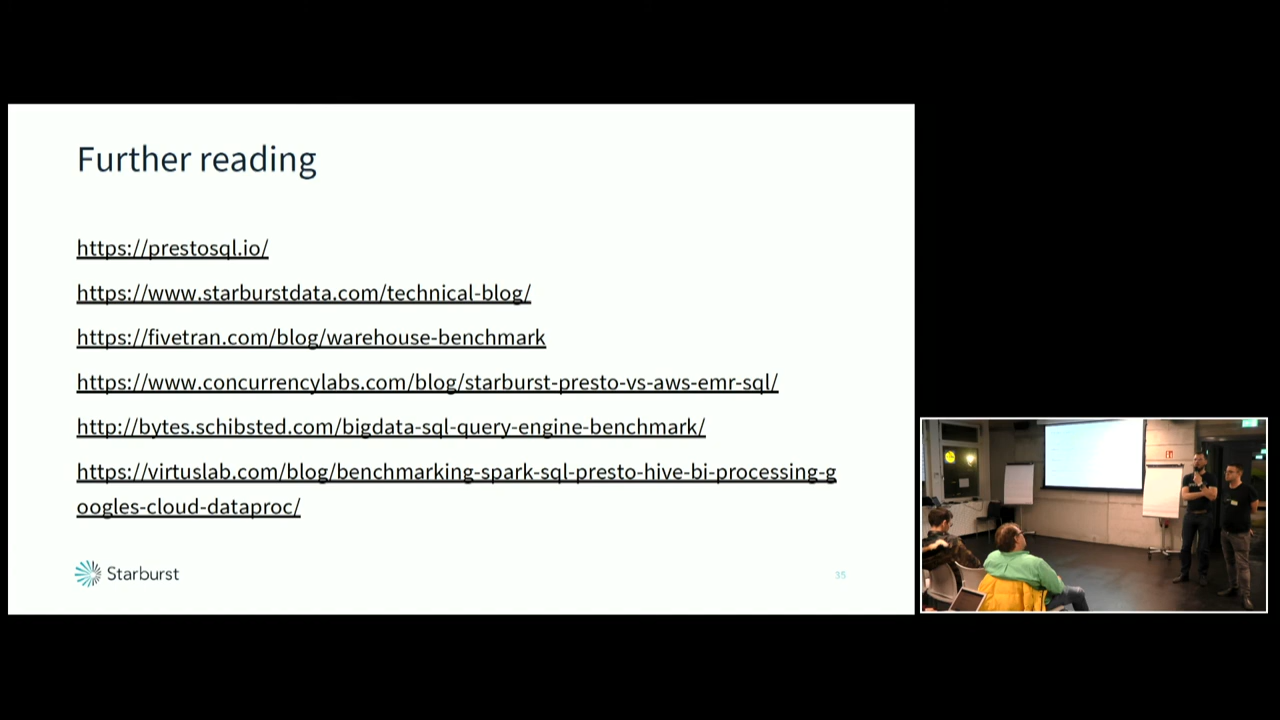 Further reading
https://prestosql.io/
https://www.starburstdata.com/technical-blog/
https://fivetran.com/blog/warehouse-benchmark
https://www.concurrencylabs.com/blog/starburst-presto-vs-aws-emr-sql/
http://bytes.schibsted.com/bigdata-sql-query-engine-benchmark/
https://virtuslab.com/blog/benchmarking-spark-sql-presto-hive-bi-processing-g
oogles-cloud-dataproc/
Starburst
35